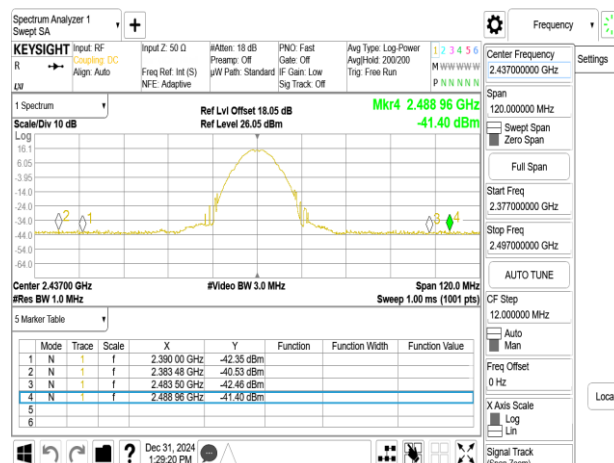 Spectrum Analyzer 1
Swept SA
KEYSIGHT
R
Input: RF
Coupling: DC
Align: Auto
Input Z: 50 Ω
Freq Ref: Int (S)
NFE: Adaptive
#Atten: 18 dB
Preamp: Off
µW Path: Standard
PNO: Fast
Gate: Off
IF Gain: Low
Sig Track: Off
Avg Type: Log-Power
Avg|Hold: 200/200
Trig: Free Run
1 2 3 4 5 6
M W W W W W
P N N N N N
1 Spectrum
Scale/Div 10 dB
Log
Ref Lvl Offset 18.05 dB
Ref Level 26.05 dBm
Mkr4 2.488 96 GHz
-41.40 dBm
16.1
6.05
-3.95
-14.0
-24.0
-34.0
-44.0
-54.0
-64.0
2
1
3
4
Center 2.43700 GHz
#Video BW 3.0 MHz
Span 120.0 MHz
#Res BW 1.0 MHz
Sweep 1.00 ms (1001 pts)
5 Marker Table
Mode Trace Scale X Y Function Function Width Function Value
1 N 1 f 2.390 00 GHz -42.35 dBm
2 N 1 f 2.383 48 GHz -40.53 dBm
3 N 1 f 2.483 50 GHz -42.46 dBm
4 N 1 f 2.488 96 GHz -41.40 dBm
5
6
?
Dec 31, 2024
1:29:20 PM
Frequency
Settings
Center Frequency
2.437000000 GHz
Span
120.000000 MHz
Swept Span
Zero Span
Full Span
Start Freq
2.377000000 GHz
Stop Freq
2.497000000 GHz
AUTO TUNE
CF Step
12.000000 MHz
Auto
Man
Freq Offset
0 Hz
X Axis Scale
Log
Lin
Signal Track
(Span Zoom)
Loca